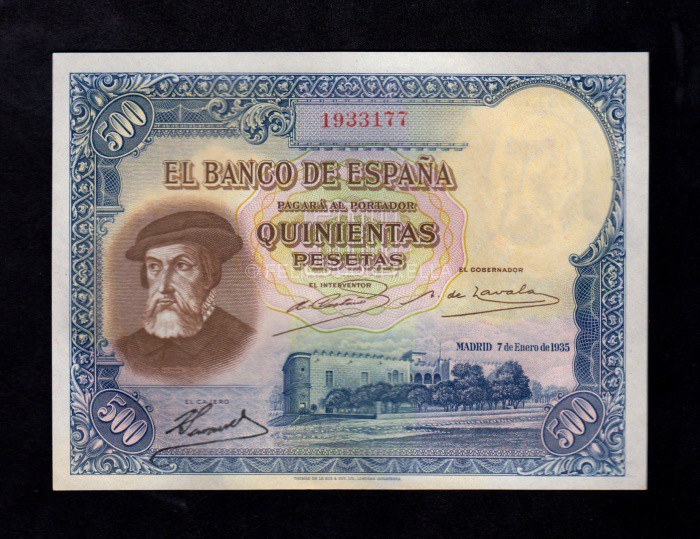 500
1933177
EL BANCO DE ESPAÑA
PAGARÁ AL PORTADOR
QUINIENTAS
PESETAS
EL INTERVENTOR
EL GOBERNADOR
MADRID 7 de Enero de 1935
EL CAJERO
500
500